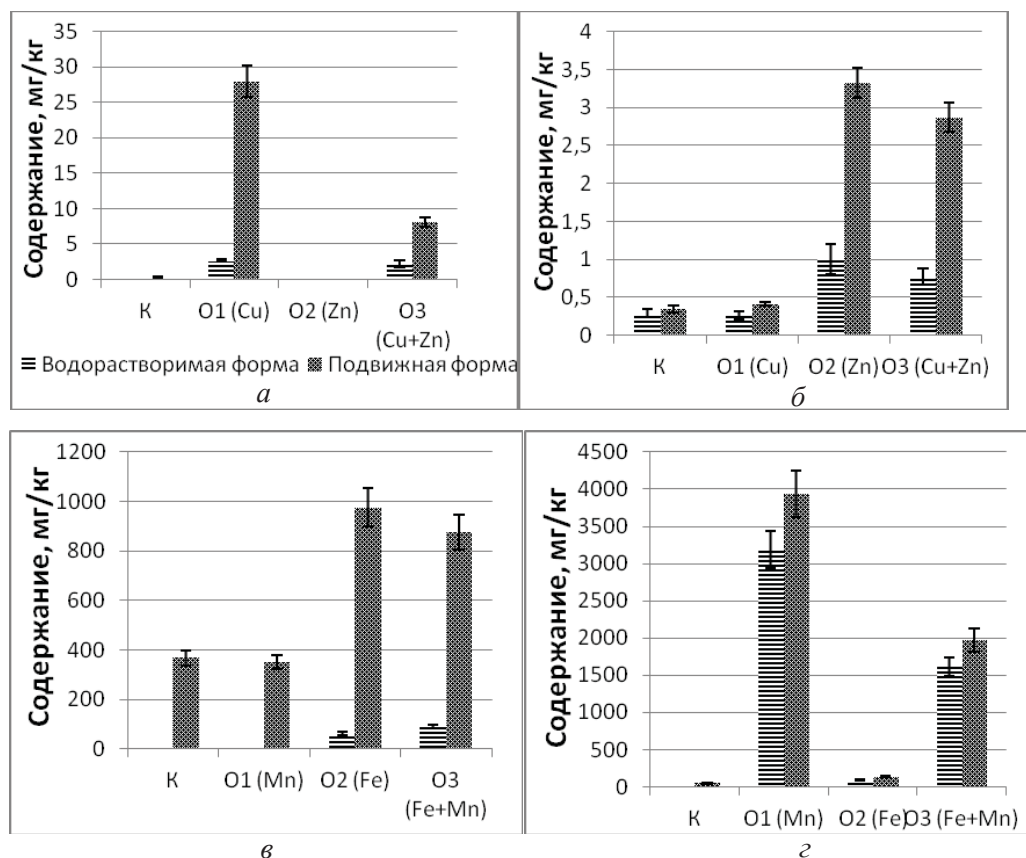 Содержание, мг/кг
35
30
25
20
15
10
5
0
К О1 (Cu) О2 (Zn) О3
(Cu+Zn)
Водорастворимая форма Подвижная форма
а
Содержание, мг/кг
4
3,5
3
2,5
2
1,5
1
0,5
0
К О1 (Cu) О2 (Zn) О3 (Cu+Zn)
б
Содержание, мг/кг
1200
1000
800
600
400
200
0
К О1 (Mn) О2 (Fe) О3
(Fe+Mn)
в
Содержание, мг/кг
4500
4000
3500
3000
2500
2000
1500
1000
500
0
К О1 (Mn) О2 (Fe) О3 (Fe+Mn)
г